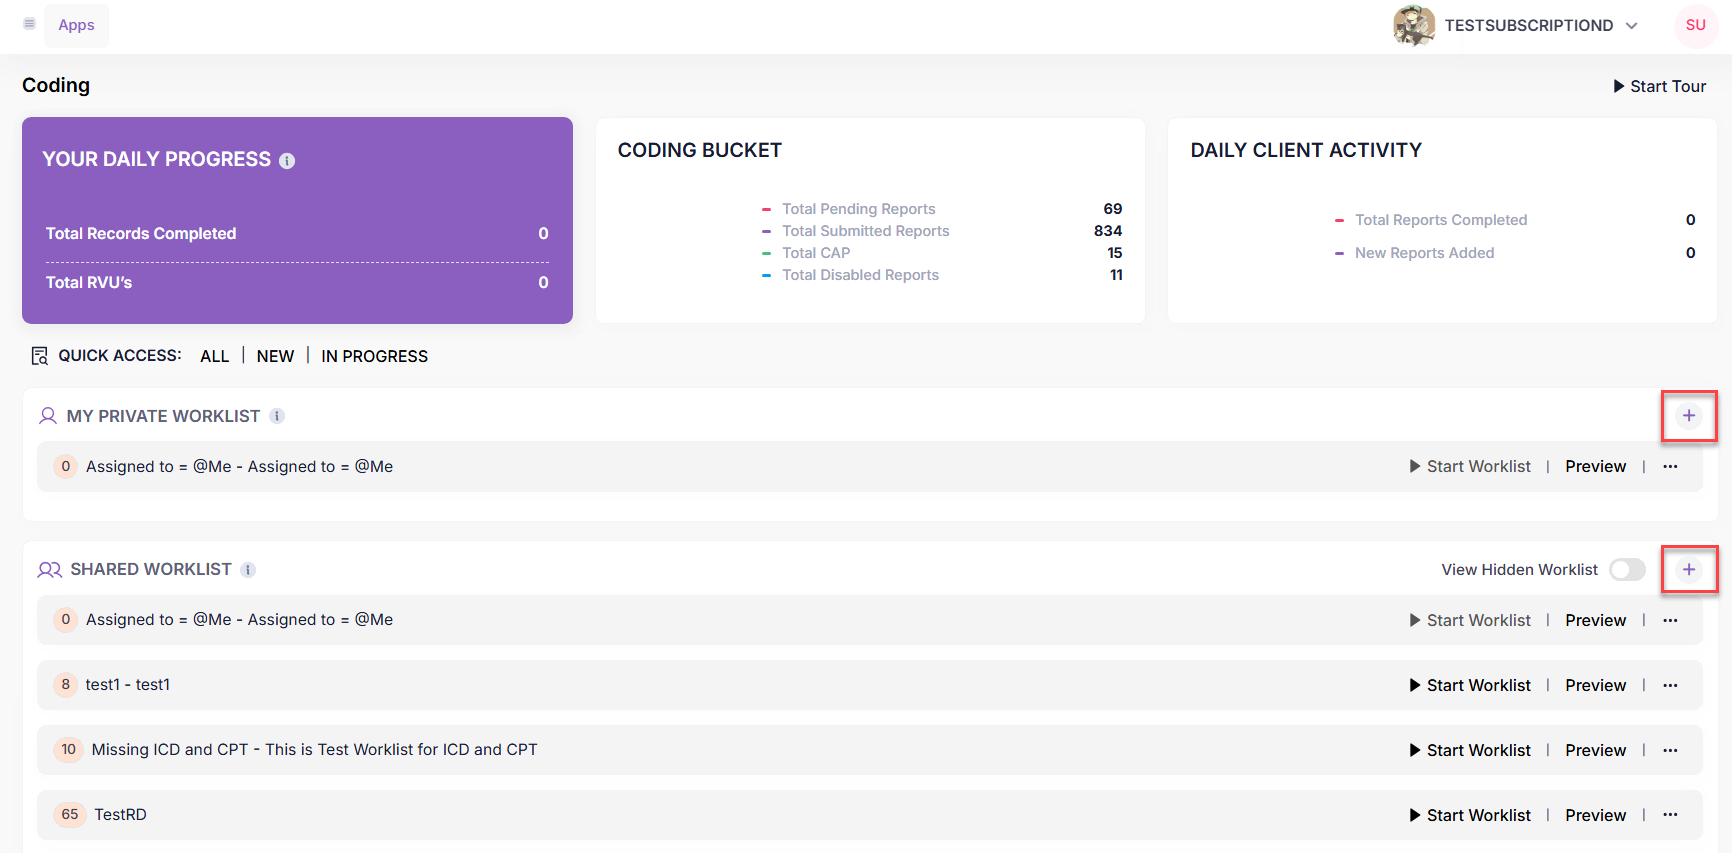 Apps
TESTSUBSCRIPTIOND
SU
Coding
Start Tour
YOUR DAILY PROGRESS
Total Records Completed 0
Total RVU's 0
CODING BUCKET
Total Pending Reports 69
Total Submitted Reports 834
Total CAP 15
Total Disabled Reports 11
DAILY CLIENT ACTIVITY
Total Reports Completed 0
New Reports Added 0
QUICK ACCESS: ALL | NEW | IN PROGRESS
MY PRIVATE WORKLIST
0 Assigned to = @Me - Assigned to = @Me Start Worklist | Preview | ...
SHARED WORKLIST View Hidden Worklist
0 Assigned to = @Me - Assigned to = @Me Start Worklist | Preview | ...
8 test1 - test1 Start Worklist | Preview | ...
10 Missing ICD and CPT - This is Test Worklist for ICD and CPT Start Worklist | Preview | ...
65 TestRD Start Worklist | Preview | ...